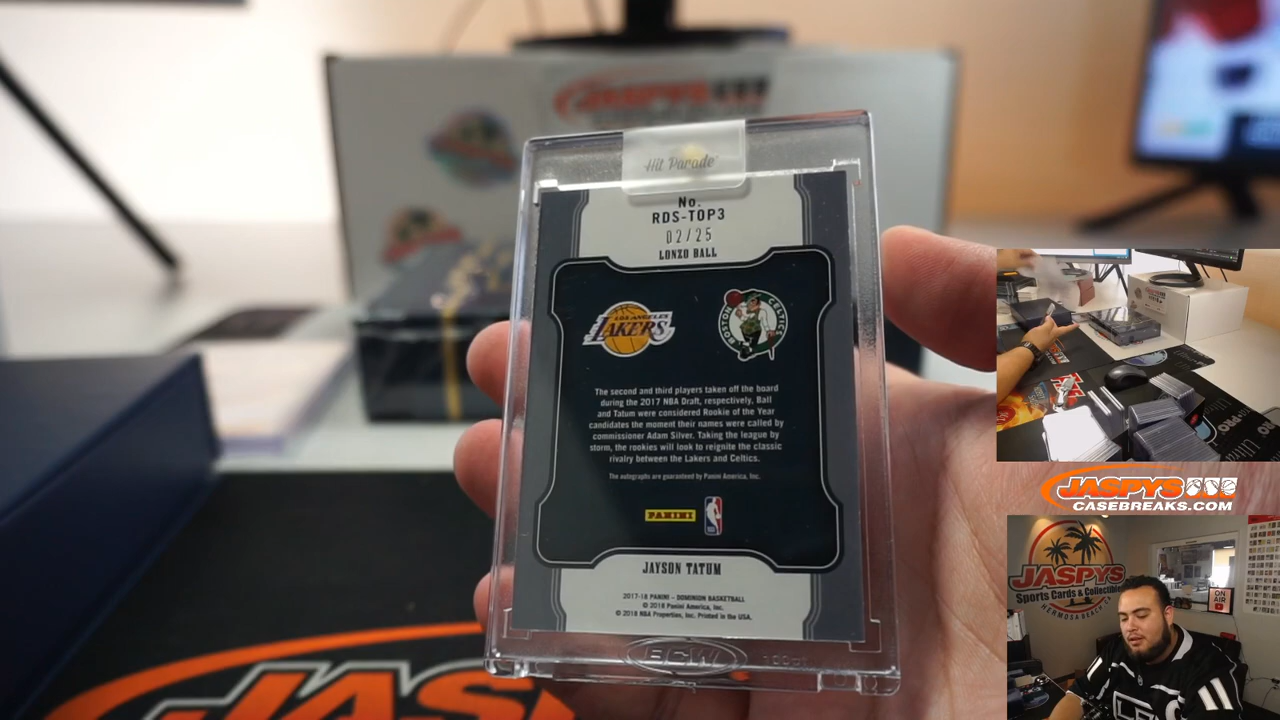 JASPYS
Hit Parade
No.
RDS-TOP3
02/25
LONZO BALL
LOS ANGELES
LAKERS
BOSTON
CELTICS
The second and third players taken off the board
during the 2017 NBA Draft, respectively, Ball
and Tatum were considered Rookie of the Year
candidates the moment their names were called by
commissioner Adam Silver. Taking the league by
storm, the rookies will look to reignite the classic
rivalry between the Lakers and Celtics.
The autographs are guaranteed by Panini America, Inc.
PANINI
JAYSON TATUM
2017-18 PANINI – DOMINION BASKETBALL
© 2018 Panini America, Inc.
© 2018 NBA Properties, Inc. Printed in the USA.
BCW
JAS
JASPYS
CASEBREAKS.COM
JASPYS
Sports Cards & Collectibles
HERMOSA BEACH
ON
AIR
11